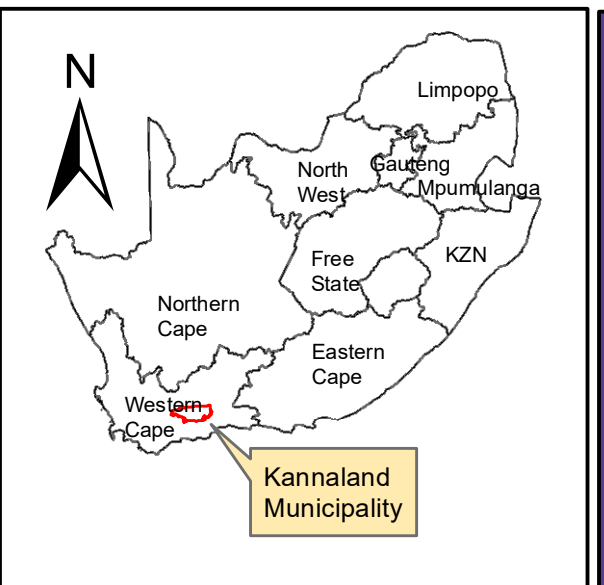 N
Limpopo
North
West
Gauteng
Mpumulanga
Free
State
KZN
Northern
Cape
Eastern
Cape
Western
Cape
Kannaland
Municipality